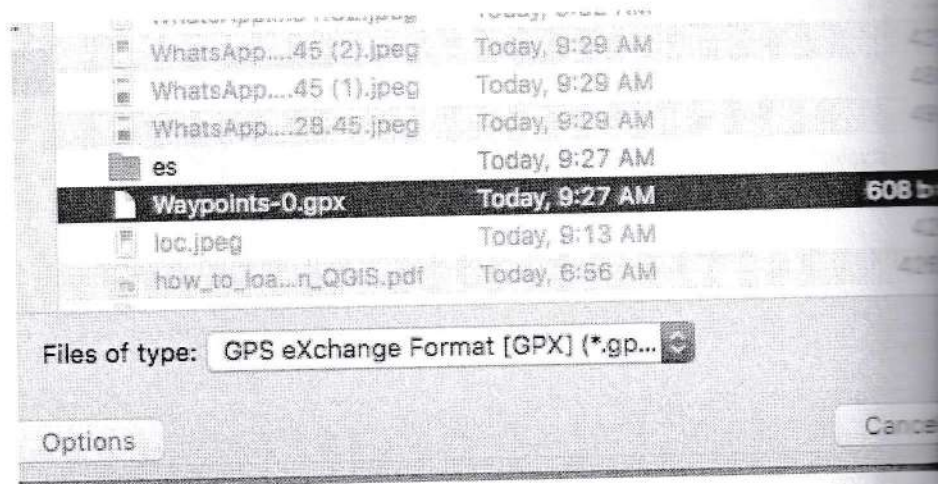 WhatsApp....45 (2).jpeg Today, 9:29 AM
WhatsApp....45 (1).jpeg Today, 9:29 AM
WhatsApp....28.45.jpeg Today, 9:29 AM
es Today, 9:27 AM
Waypoints-0.gpx Today, 9:27 AM 608
loc.jpeg Today, 9:13 AM
how_to_loa...n_QGIS.pdf Today, 6:56 AM
Files of type: GPS eXchange Format [GPX] (*.gp...
Options Cance